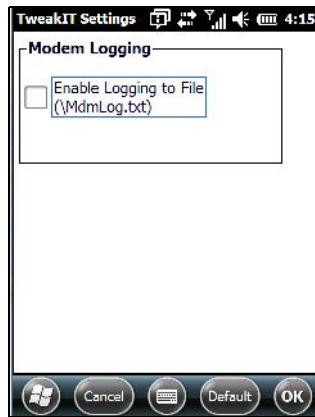 TweakIT Settings 4:15
Modem Logging
Enable Logging to File
(\MdmLog.txt)
Cancel Default OK